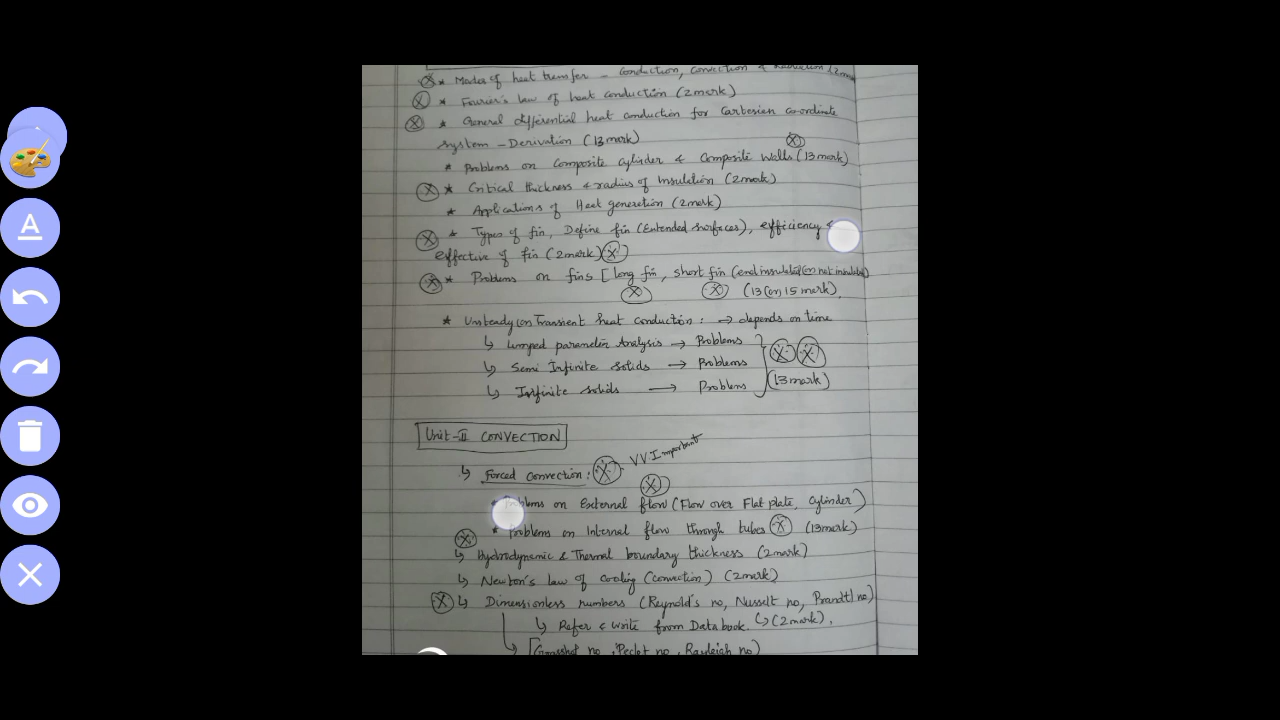 * Modes of heat transfer - Conduction, Convection & Radiation (2mark
* Fourier's law of heat conduction (2mark)
* General differential heat conduction for Cartesian co-ordinate
system - Derivation (13mark)
* Problems on Composite cylinder & Composite Walls (13mark)
* Critical thickness & radius of Insulation (2mark)
* Applications of Heat generation (2mark)
* Types of fin, Define fin (Extended surfaces), efficiency &
effective of fin (2mark)
* Problems on fins [long fin, short fin (end insulated (or) not insulated)
(13 (or) 15 mark).
* Unsteady (or) Transient heat conduction: → depends on time
↳ Lumped parameter Analysis → Problems
↳ Semi Infinite solids → Problems
↳ Infinite solids → Problems
(13mark)
Unit-II CONVECTION
↳ Forced Convection: VV Important
* Problems on External flow (Flow over Flat plate, Cylinder)
* Problems on Internal flow through tubes (13mark)
↳ Hydrodynamic & Thermal boundary thickness (2mark)
↳ Newton's law of cooling (convection) (2mark)
↳ Dimensionless numbers (Reynold's no, Nusselt no, Prandtl no)
↳ Refer & write from Data book. ↳ (2mark).
↳ [Grashof no, Peclet no, Rayleigh no)
A